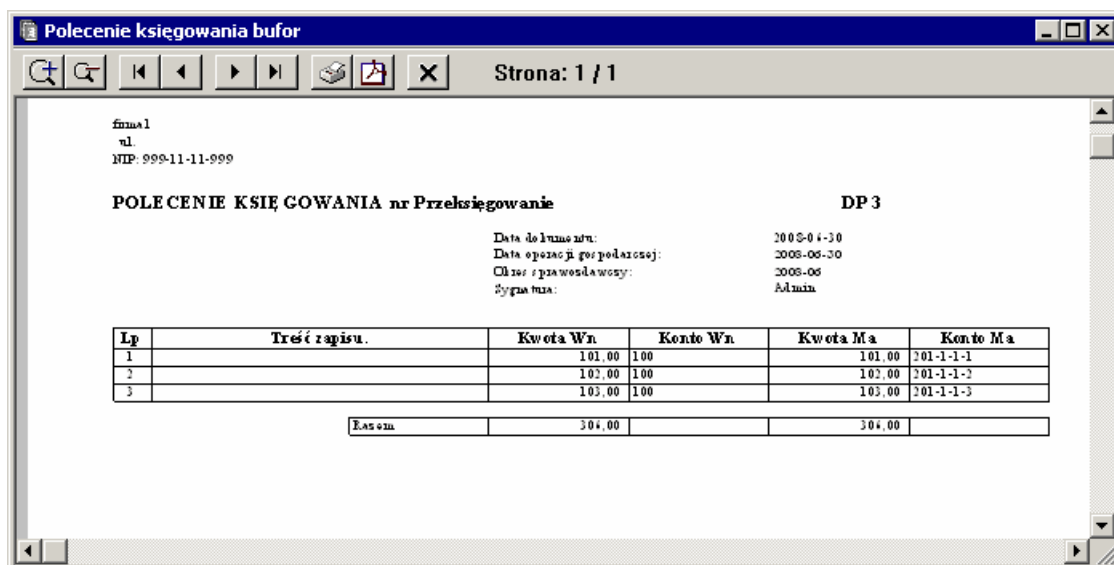 Polecenie księgowania bufor
Strona: 1 / 1
firma1
ul.
NIP: 999-11-11-999
POLECENIE KSIĘGOWANIA nr Przeksięgowanie DP 3
Data dokumentu: 2008-06-30
Data operacji gospodarczej: 2008-06-30
Okres sprawozdawczy: 2008-06
Sygnatura: Admin
Lp Treść zapisu. Kwota Wn Konto Wn Kwota Ma Konto Ma
1 101,00 100 101,00 201-1-1-1
2 102,00 100 102,00 201-1-1-2
3 103,00 100 103,00 201-1-1-3
Razem 306,00 306,00